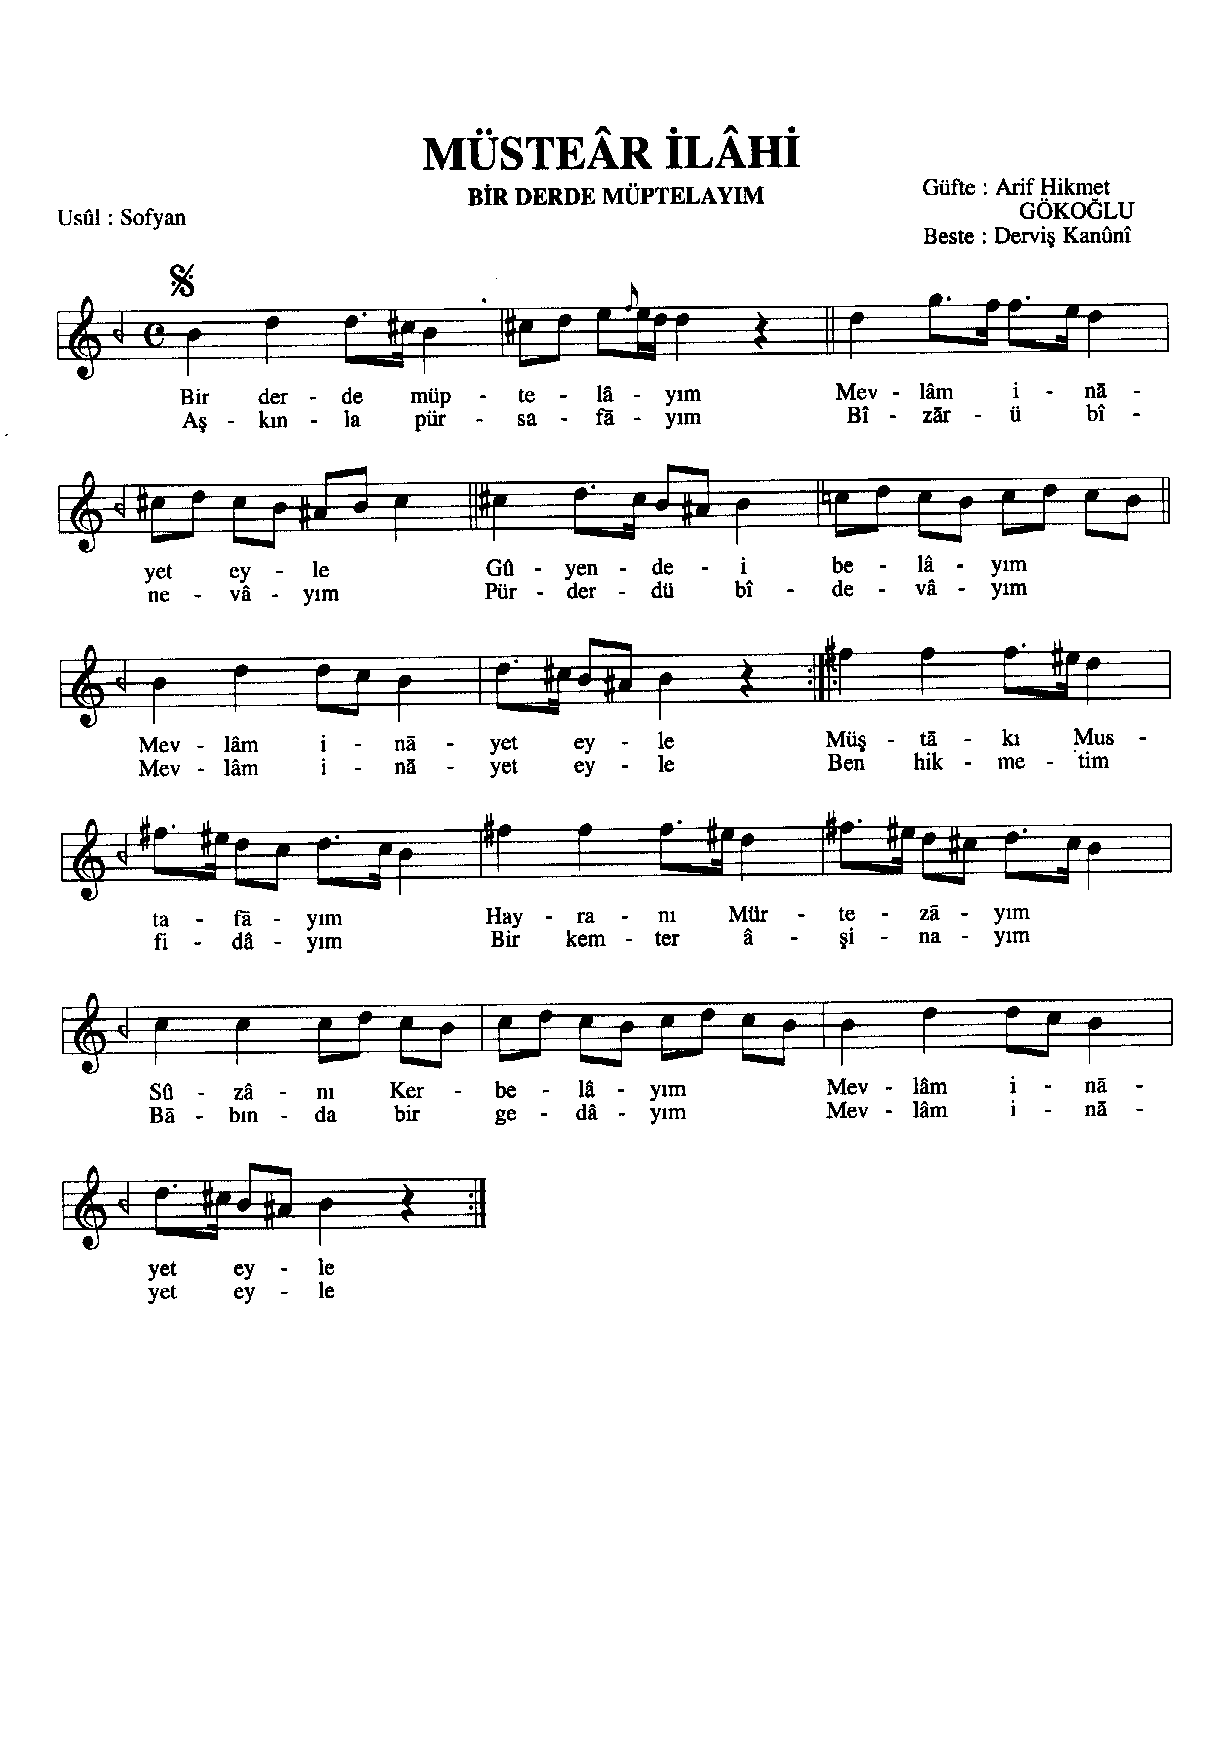 MÜSTEÂR İLÂHİ
BİR DERDE MÜPTELAYIM
Usûl : Sofyan
Güfte : Arif Hikmet
GÖKOĞLU
Beste : Derviş Kanûnî
Bir der - de müp - te - lâ - yım Mev - lâm i - nā -
Aş - kın - la pür - sa - fā - yım Bî - zār - ü bî -
yet ey - le Gû - yen - de - i be - lâ - yım
ne - vâ - yım Pür - der - dü bî - de - vâ - yım
Mev - lâm i - nā - yet ey - le Müş - tā - kı Mus -
Mev - lâm i - nā - yet ey - le Ben hik - me - tim
ta - fā - yım Hay - ra - nı Mür - te - zā - yım
fi - dâ - yım Bir kem - ter â - şi - na - yım
Sû - zâ - nı Ker - be - lâ - yım Mev - lâm i - nā -
Bā - bın - da bir ge - dâ - yım Mev - lâm i - nā -
yet ey - le
yet ey - le